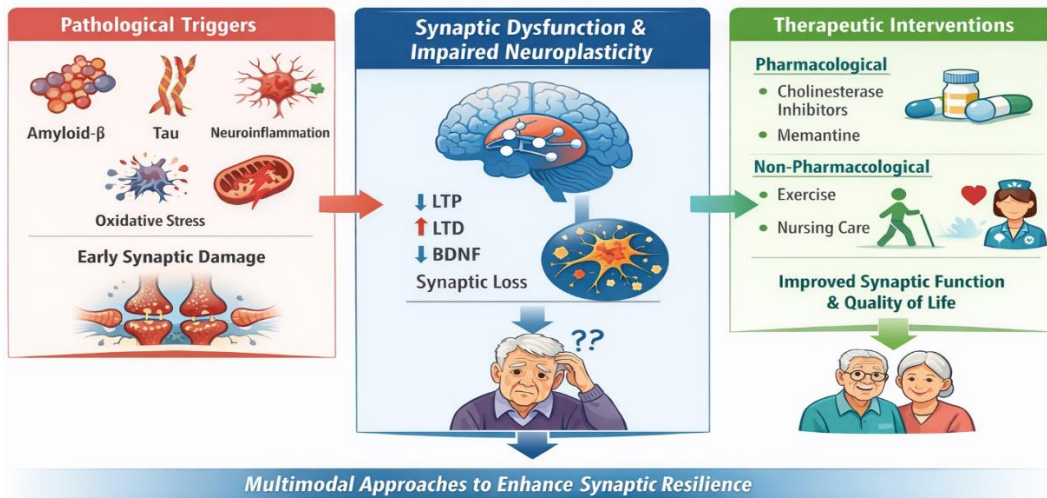 Pathological Triggers
Amyloid-β
Tau
Neuroinflammation
Oxidative Stress
Early Synaptic Damage
Synaptic Dysfunction
& Impaired Neuroplasticity
LTP
LTD
BDNF
Synaptic Loss
??
Therapeutic Interventions
Pharmacological
• Cholinesterase
Inhibitors
• Memantine
Non-Pharmaccological
• Exercise
• Nursing Care
Improved Synaptic Function
& Quality of Life
Multimodal Approaches to Enhance Synaptic Resilience